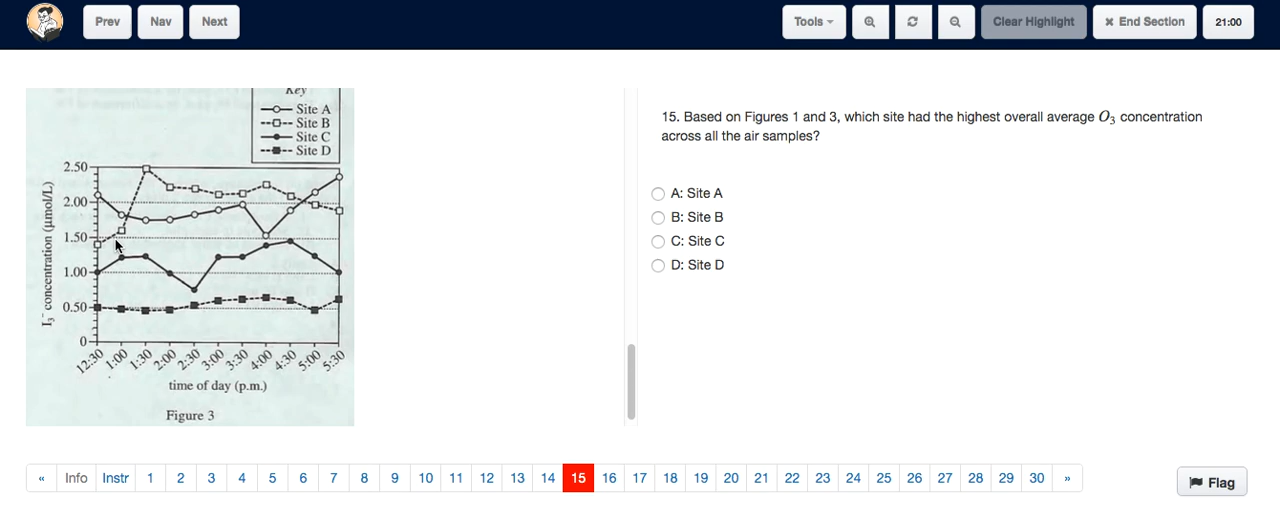 Prev Nav Next Tools Clear Highlight ✖ End Section 21:00
Key
Site A
Site B
Site C
Site D
2.50
2.00
1.50
1.00
0.50
0
I₃⁻ concentration (μmol/L)
12:30 1:00 1:30 2:00 2:30 3:00 3:30 4:00 4:30 5:00 5:30
time of day (p.m.)
Figure 3
15. Based on Figures 1 and 3, which site had the highest overall average O₃ concentration
across all the air samples?
A: Site A
B: Site B
C: Site C
D: Site D
« Info Instr 1 2 3 4 5 6 7 8 9 10 11 12 13 14 15 16 17 18 19 20 21 22 23 24 25 26 27 28 29 30 »
Flag